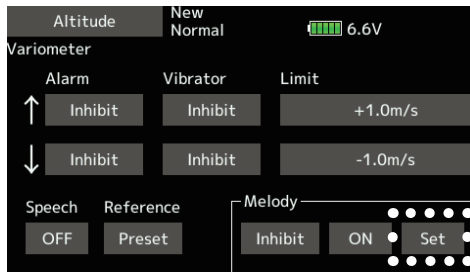 Altitude
New
Normal
6.6V
Variometer
Alarm Vibrator Limit
↑ Inhibit Inhibit +1.0m/s
↓ Inhibit Inhibit -1.0m/s
Speech Reference Melody
OFF Preset Inhibit ON Set